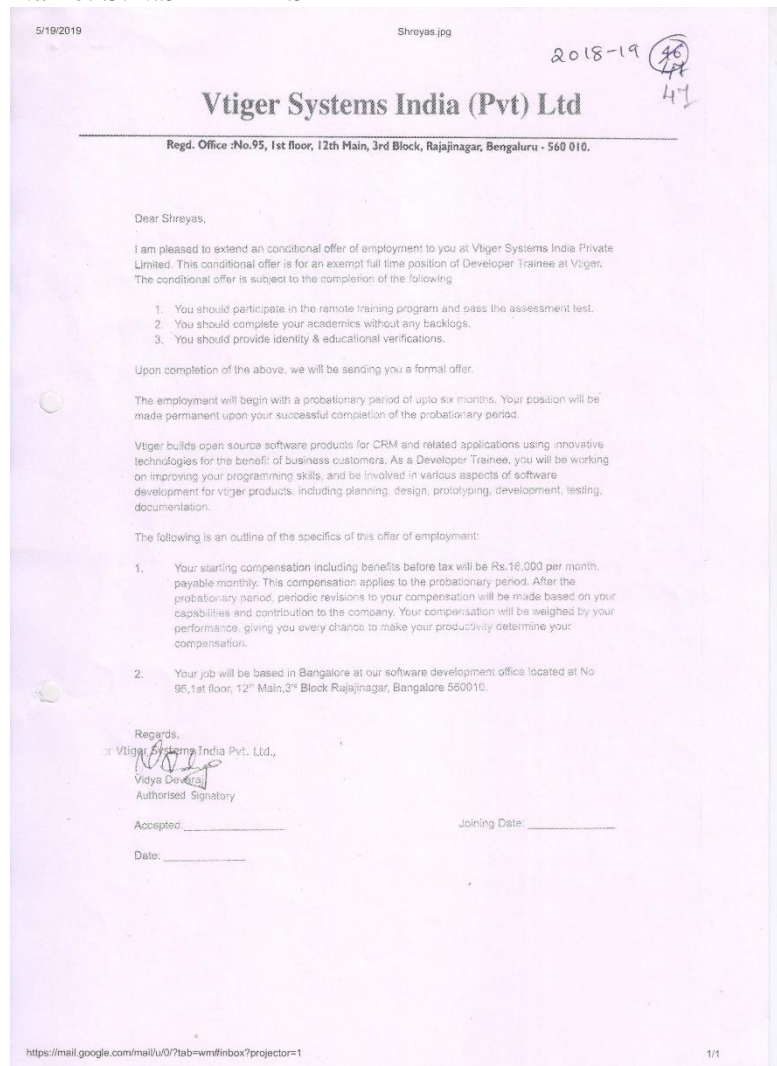 5/19/2019
Shreyas.jpg
2018-19
46
47
Vtiger Systems India (Pvt) Ltd
Regd. Office :No.95, 1st floor, 12th Main, 3rd Block, Rajajinagar, Bengaluru - 560 010.
Dear Shreyas,
I am pleased to extend an conditional offer of employment to you at Vtiger Systems India Private
Limited. This conditional offer is for an exempt full time position of Developer Trainee at Vtiger.
The conditional offer is subject to the completion of the following
1. You should participate in the remote training program and pass the assessment test.
2. You should complete your academics without any backlogs.
3. You should provide identity & educational verifications.
Upon completion of the above, we will be sending you a formal offer.
The employment will begin with a probationary period of upto six months. Your position will be
made permanent upon your successful completion of the probationary period.
Vtiger builds open source software products for CRM and related applications using innovative
technologies for the benefit of business customers. As a Developer Trainee, you will be working
on improving your programming skills, and be involved in various aspects of software
development for vtiger products, including planning, design, prototyping, development, testing,
documentation.
The following is an outline of the specifics of this offer of employment:
1. Your starting compensation including benefits before tax will be Rs.16,000 per month,
payable monthly. This compensation applies to the probationary period. After the
probationary period, periodic revisions to your compensation will be made based on your
capabilities and contribution to the company. Your compensation will be weighed by your
performance, giving you every chance to make your productivity determine your
compensation.
2. Your job will be based in Bangalore at our software development office located at No
95,1st floor, 12th Main,3rd Block Rajajinagar, Bangalore 560010.
Regards,
or Vtiger Systems India Pvt. Ltd.,
Vidya Devaraj
Authorised Signatory
Accepted:
Joining Date:
Date:
https://mail.google.com/mail/u/0/?tab=wm#inbox?projector=1
1/1